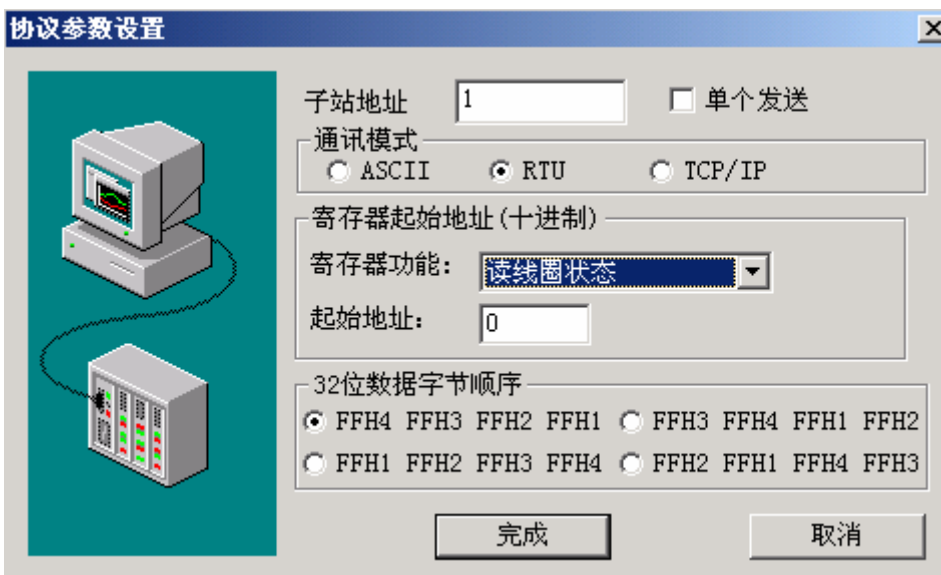 协议参数设置
子站地址 1 单个发送
通讯模式
ASCII RTU TCP/IP
寄存器起始地址(十进制)
寄存器功能： 读线圈状态
起始地址： 0
32位数据字节顺序
FFH4 FFH3 FFH2 FFH1 FFH3 FFH4 FFH1 FFH2
FFH1 FFH2 FFH3 FFH4 FFH2 FFH1 FFH4 FFH3
完成 取消